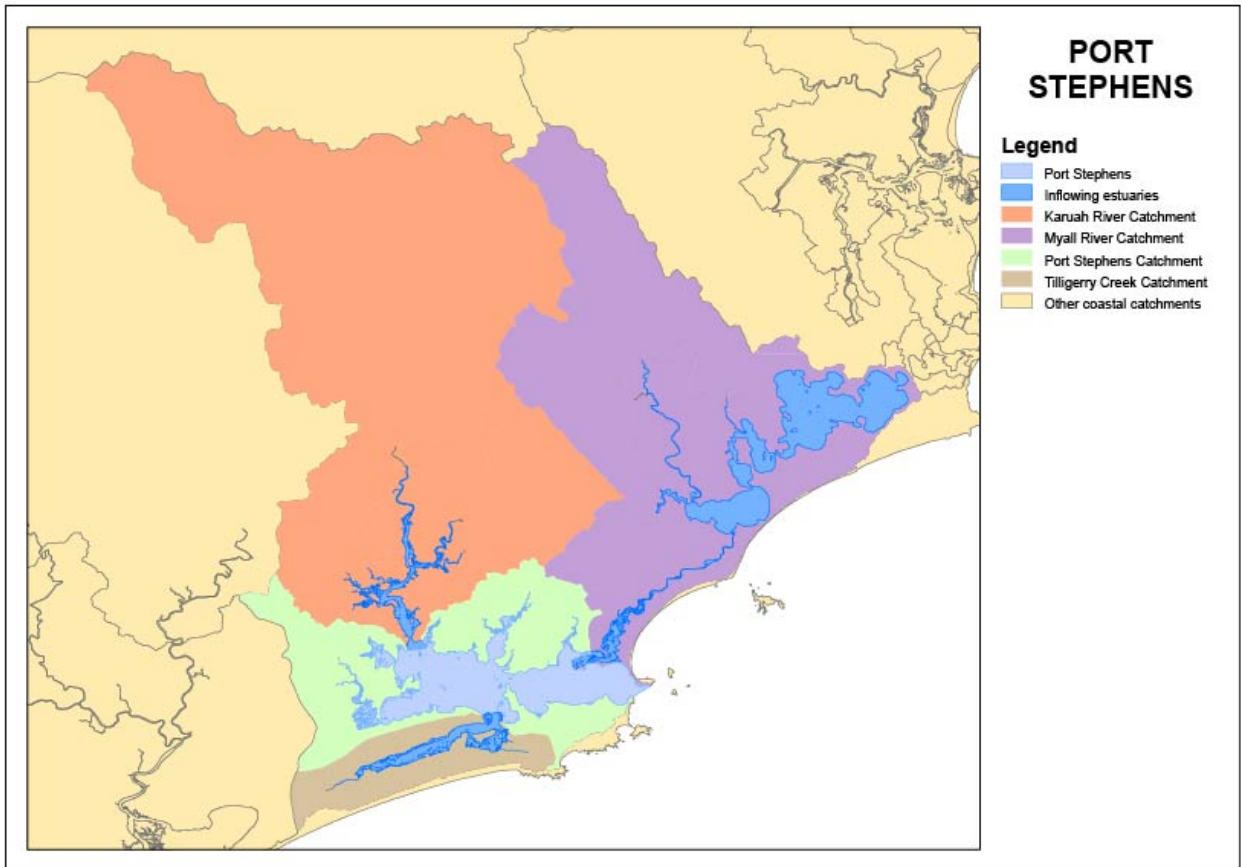 PORT
STEPHENS
Legend
Port Stephens
Inflowing estuaries
Karuah River Catchment
Myall River Catchment
Port Stephens Catchment
Tilligerry Creek Catchment
Other coastal catchments